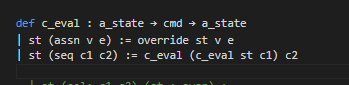 def c_eval : a_state → cmd → a_state
| st (assn v e) := override st v e
| st (seq c1 c2) := c_eval (c_eval st c1) c2